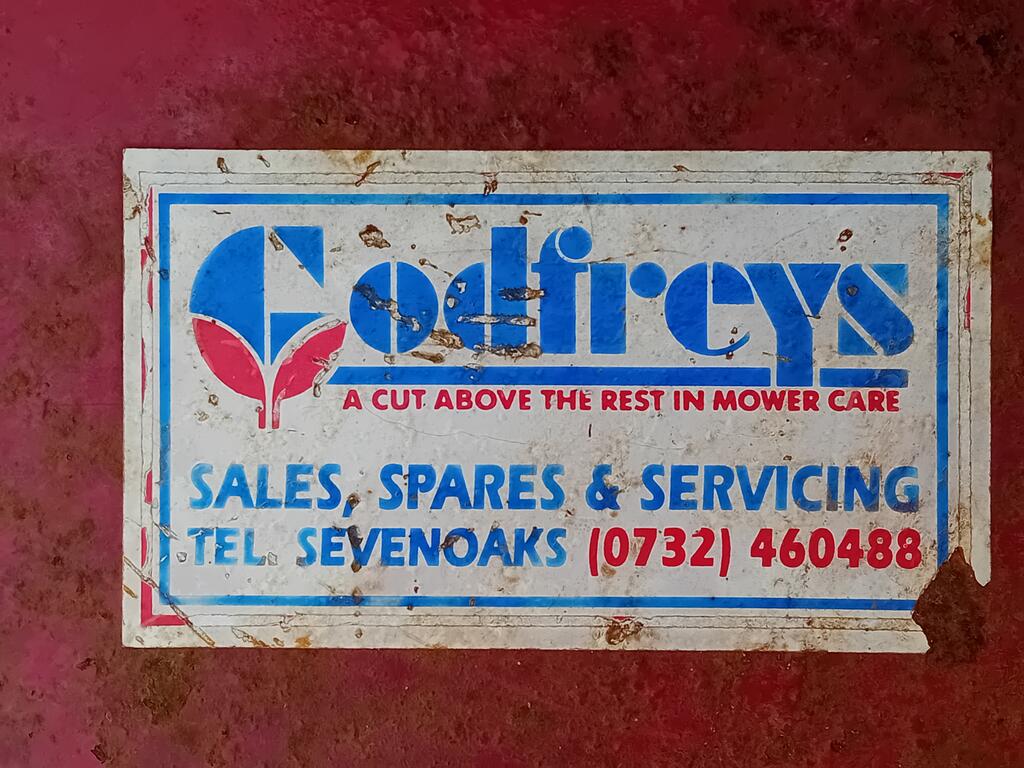 Godfreys
A CUT ABOVE THE REST IN MOWER CARE
SALES, SPARES & SERVICING
TEL. SEVENOAKS (0732) 460488